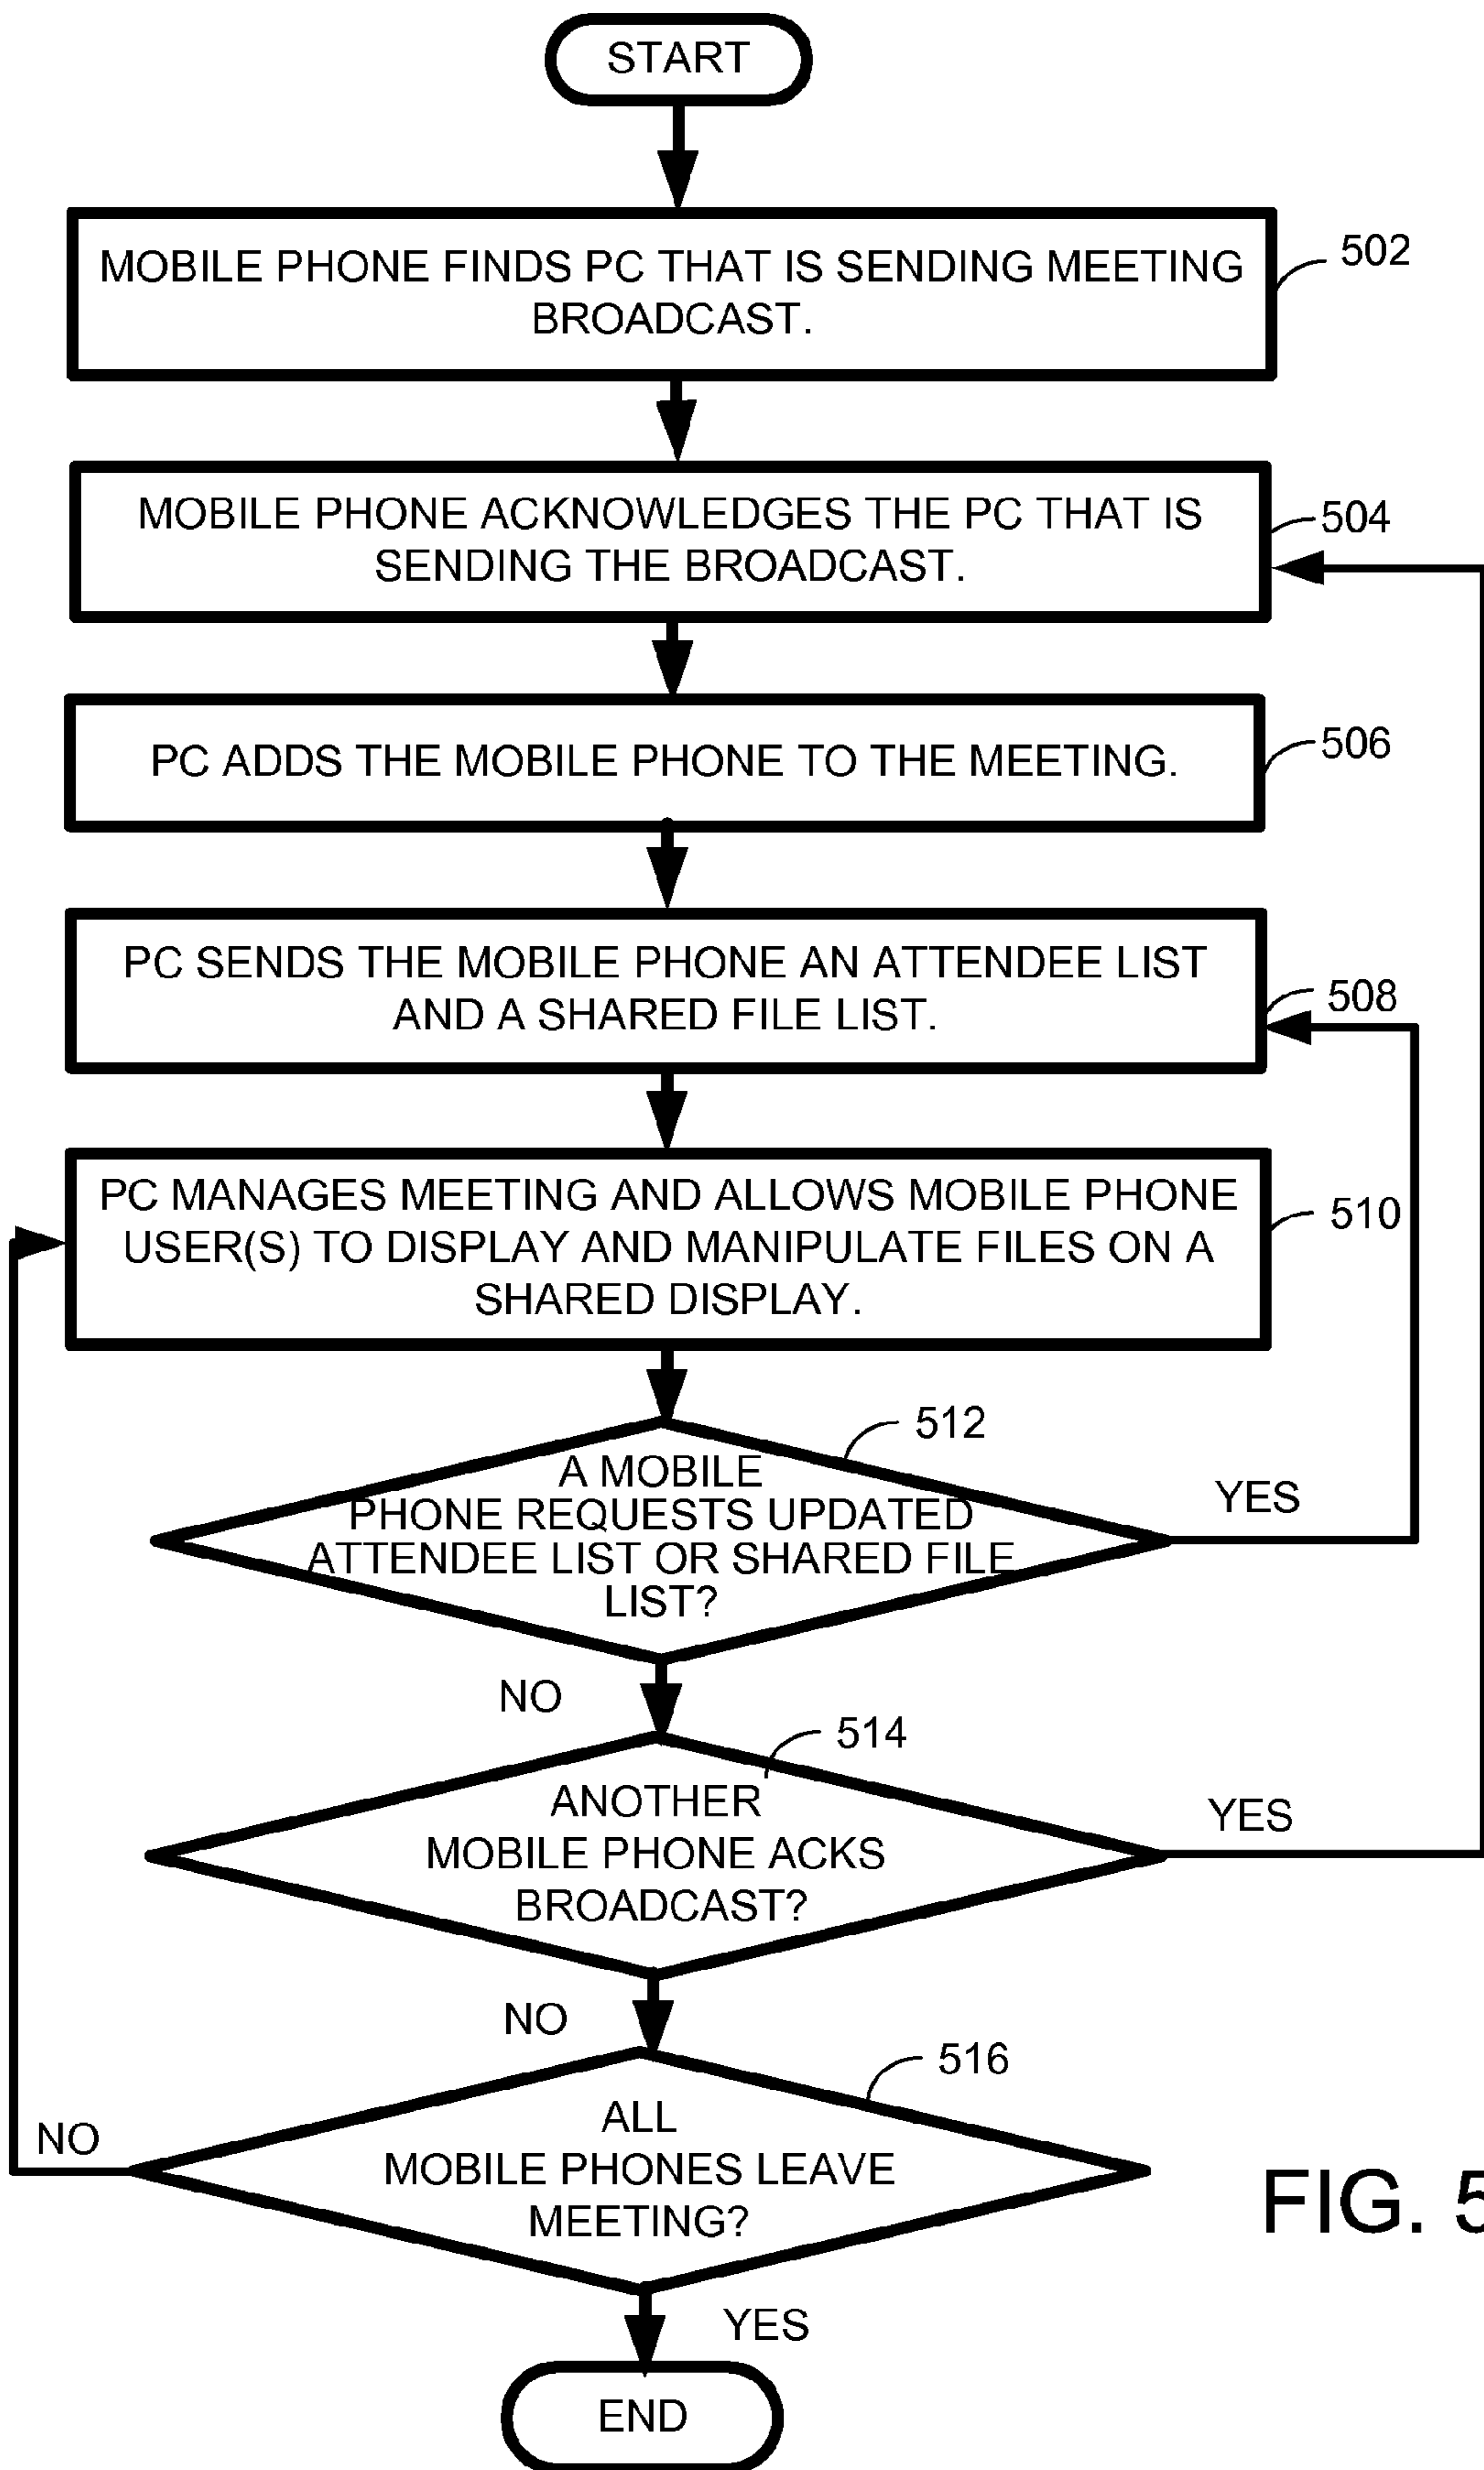 START
MOBILE PHONE FINDS PC THAT IS SENDING MEETING
BROADCAST.
502
MOBILE PHONE ACKNOWLEDGES THE PC THAT IS
SENDING THE BROADCAST.
504
PC ADDS THE MOBILE PHONE TO THE MEETING.
506
PC SENDS THE MOBILE PHONE AN ATTENDEE LIST
AND A SHARED FILE LIST.
508
PC MANAGES MEETING AND ALLOWS MOBILE PHONE
USER(S) TO DISPLAY AND MANIPULATE FILES ON A
SHARED DISPLAY.
510
512
A MOBILE
PHONE REQUESTS UPDATED
ATTENDEE LIST OR SHARED FILE
LIST?
YES
NO
514
ANOTHER
MOBILE PHONE ACKS
BROADCAST?
YES
NO
516
ALL
MOBILE PHONES LEAVE
MEETING?
NO
FIG. 5
YES
END